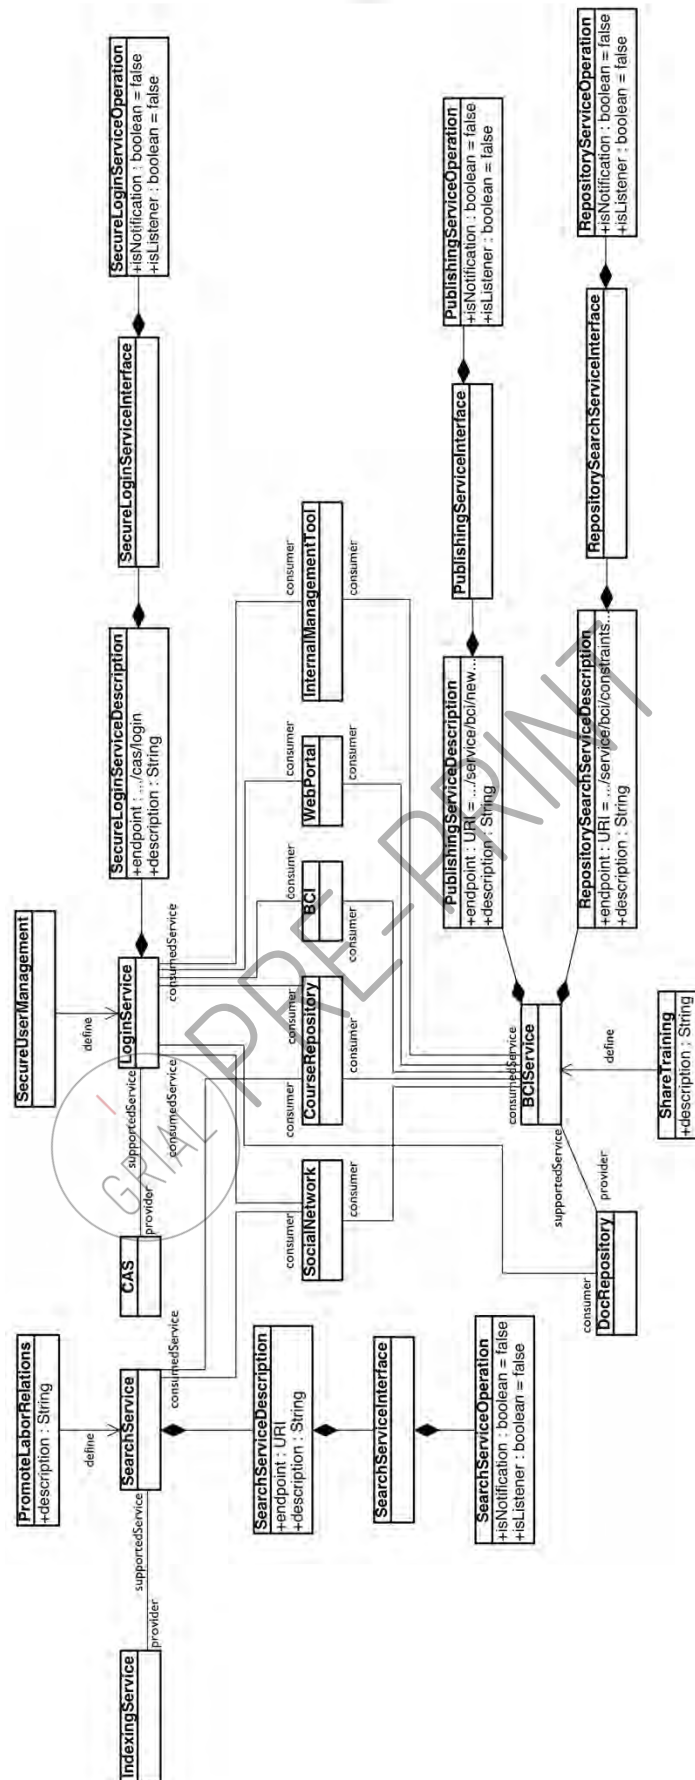 SecureLoginServiceOperation
+isNotification : boolean = false
+isListener : boolean = false
SecureLoginServiceInterface
SecureLoginServiceDescription
+endpoint : .../cas/login
+description : String
SecureUserManagement
define
LoginService
supportedService
provider
CAS
consumedService
consumedService
PromoteLaborRelations
+description : String
define
SearchService
consumedService
supportedService
provider
IndexingService
SearchServiceDescription
+endpoint : URI
+description : String
SearchServiceInterface
SearchServiceOperation
+isNotification : boolean = false
+isListener : boolean = false
consumer
InternalManagementTool
consumer
consumer
WebPortal
consumer
consumer
BCI
consumer
consumer
consumer
CourseRepository
consumer
consumer
SocialNetwork
consumer
PublishingServiceOperation
+isNotification : boolean = false
+isListener : boolean = false
PublishingServiceInterface
PublishingServiceDescription
+endpoint : URI = .../service/bci/new...
+description : String
RepositoryServiceOperation
+isNotification : boolean = false
+isListener : boolean = false
RepositorySearchServiceInterface
RepositorySearchServiceDescription
+endpoint : URI = .../service/bci/constraints...
+description : String
consumedService
BCIService
supportedService
define
ShareTraining
+description : String
provider
consumer
DocRepository
GRIAL PRE-PRINT